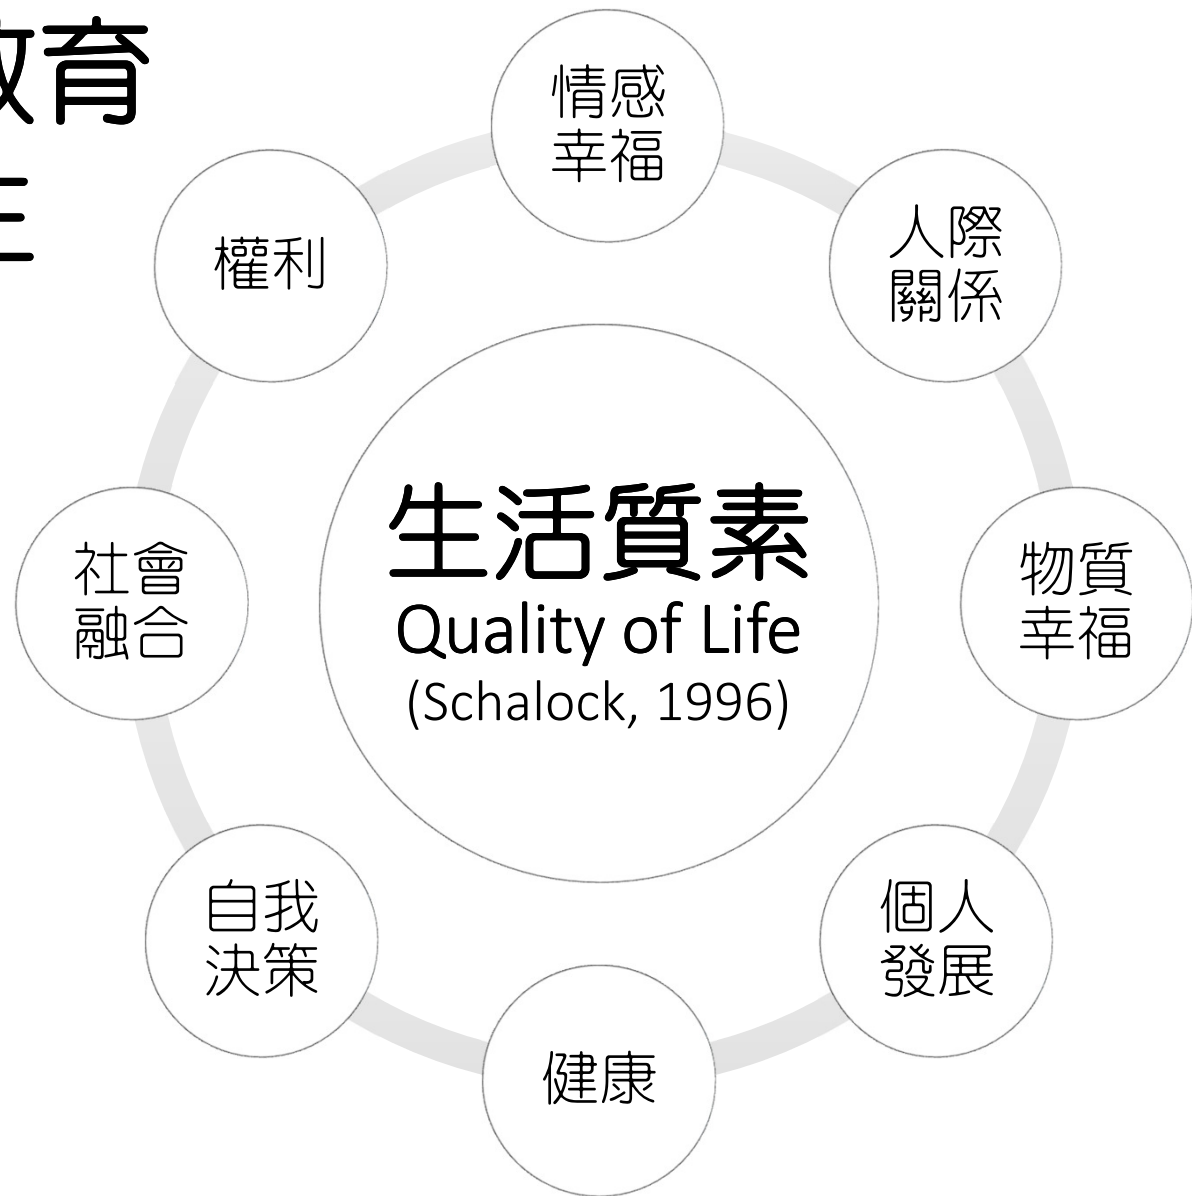 教育
情感
幸福
人際
關係
物質
幸福
個人
發展
健康
自我
決策
社會
融合
權利
生活質素
Quality of Life
(Schalock, 1996)